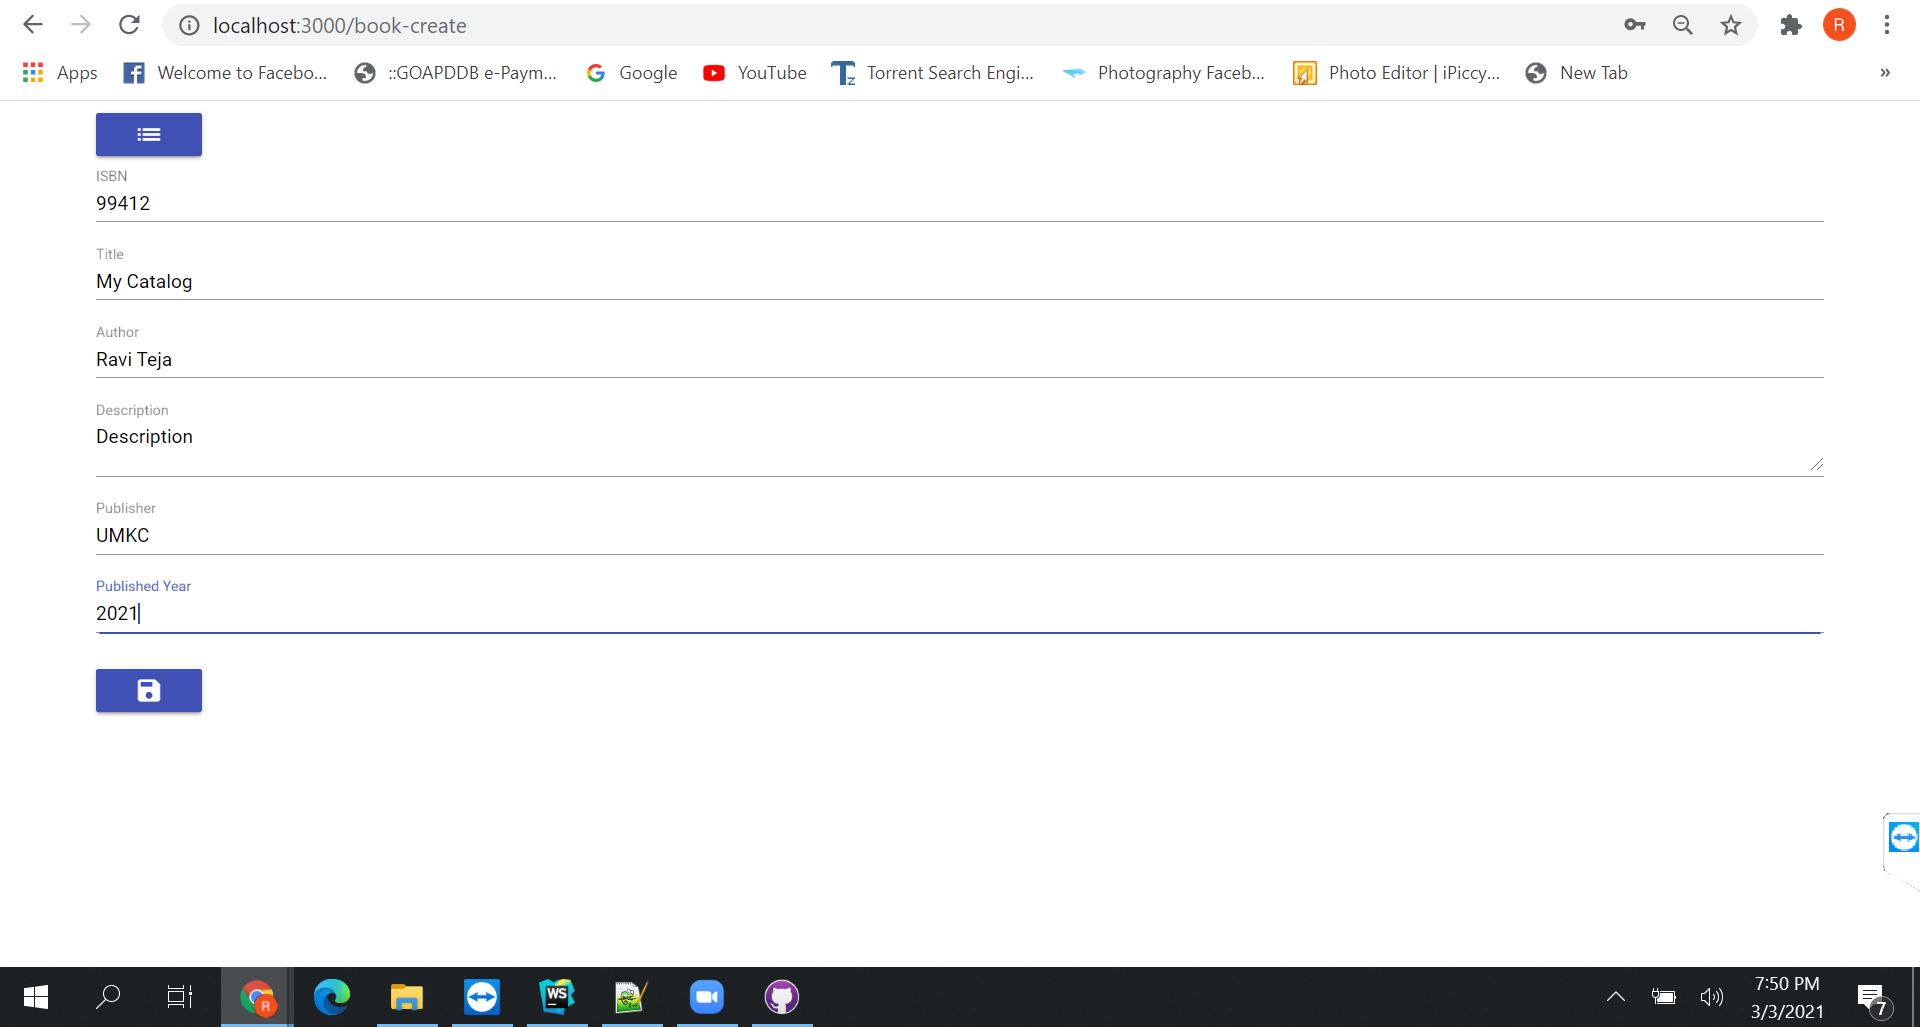 localhost:3000/book-create
R
Apps
Welcome to Facebo...
::GOAPDDB e-Paym...
Google
YouTube
Torrent Search Engi...
Photography Faceb...
Photo Editor | iPiccy...
New Tab
»
ISBN
99412
Title
My Catalog
Author
Ravi Teja
Description
Description
Publisher
UMKC
Published Year
2021
R
WS
7:50 PM
3/3/2021
7